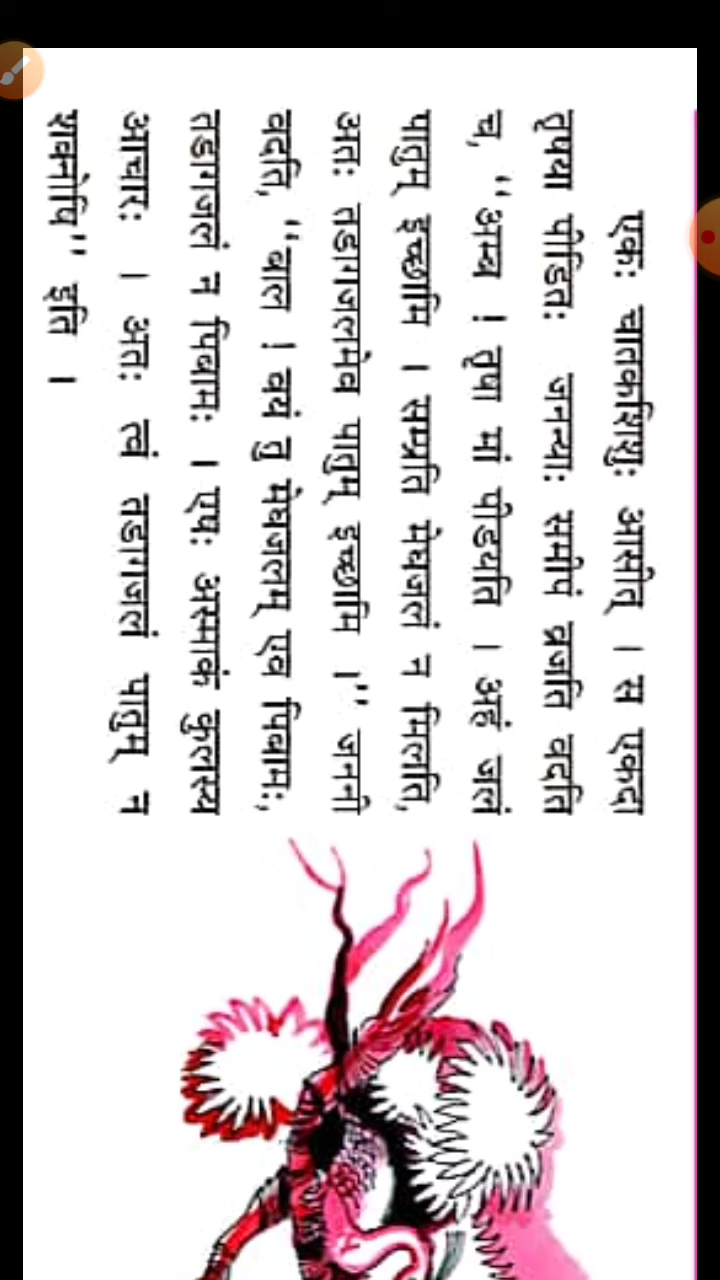 एकः चातकशिशुः आसीत् । स एकदा
तृषया पीडितः जनन्याः समीपं व्रजति वदति
च, “अम्ब ! तृषा मां पीडयति । अहं जलं
पातुम् इच्छामि । सम्प्रति मेघजलं न मिलति,
अतः तडागजलमेव पातुम् इच्छामि ।” जननी
वदति, “बाल ! वयं तु मेघजलम् एव पिबामः,
तडागजलं न पिबामः । एषः अस्माकं कुलस्य
आचारः । अतः त्वं तडागजलं पातुम् न
शक्नोषि” इति ।